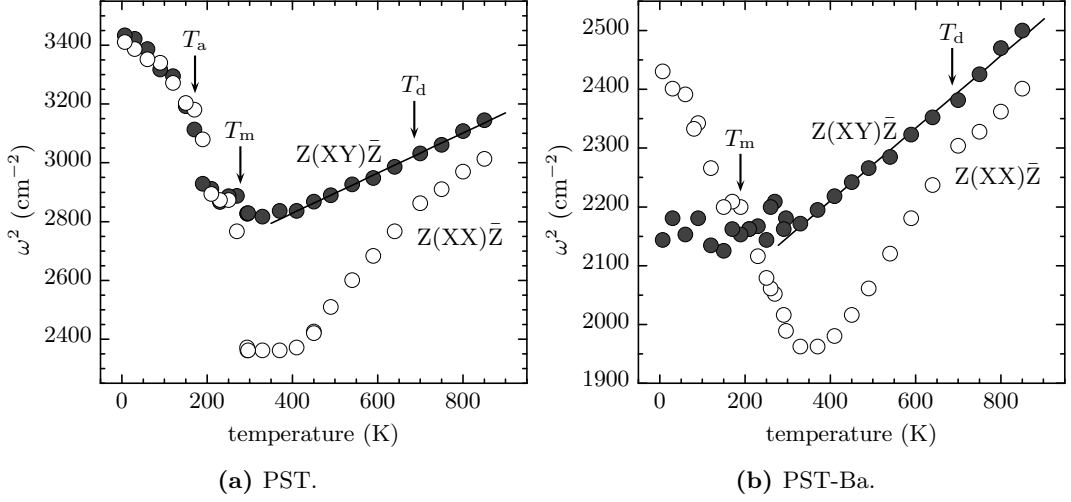 3400
3200
3000
2800
2600
2400
ω² (cm⁻²)
T_a
T_m
T_d
Z(XY)Z̄
Z(XX)Z̄
0 200 400 600 800
temperature (K)
(a) PST.
2500
2400
2300
2200
2100
2000
1900
ω² (cm⁻²)
T_d
T_m
Z(XY)Z̄
Z(XX)Z̄
0 200 400 600 800
temperature (K)
(b) PST-Ba.